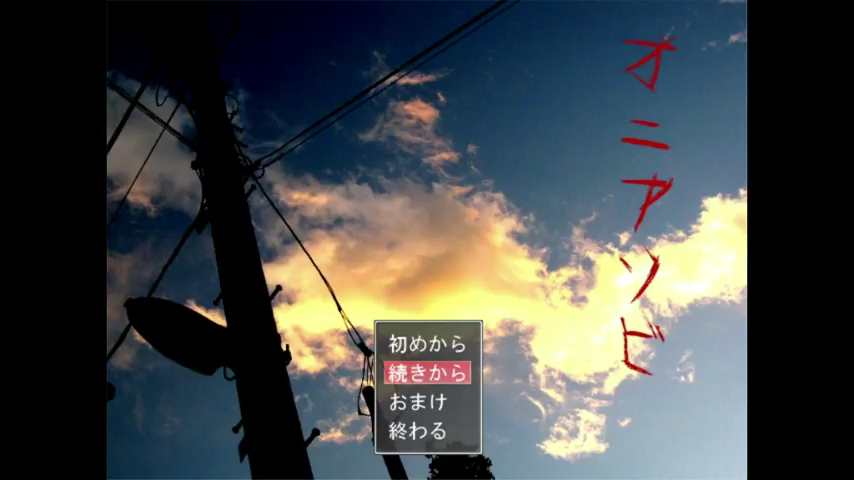 オニアソビ
初めから
続きから
おまけ
終わる